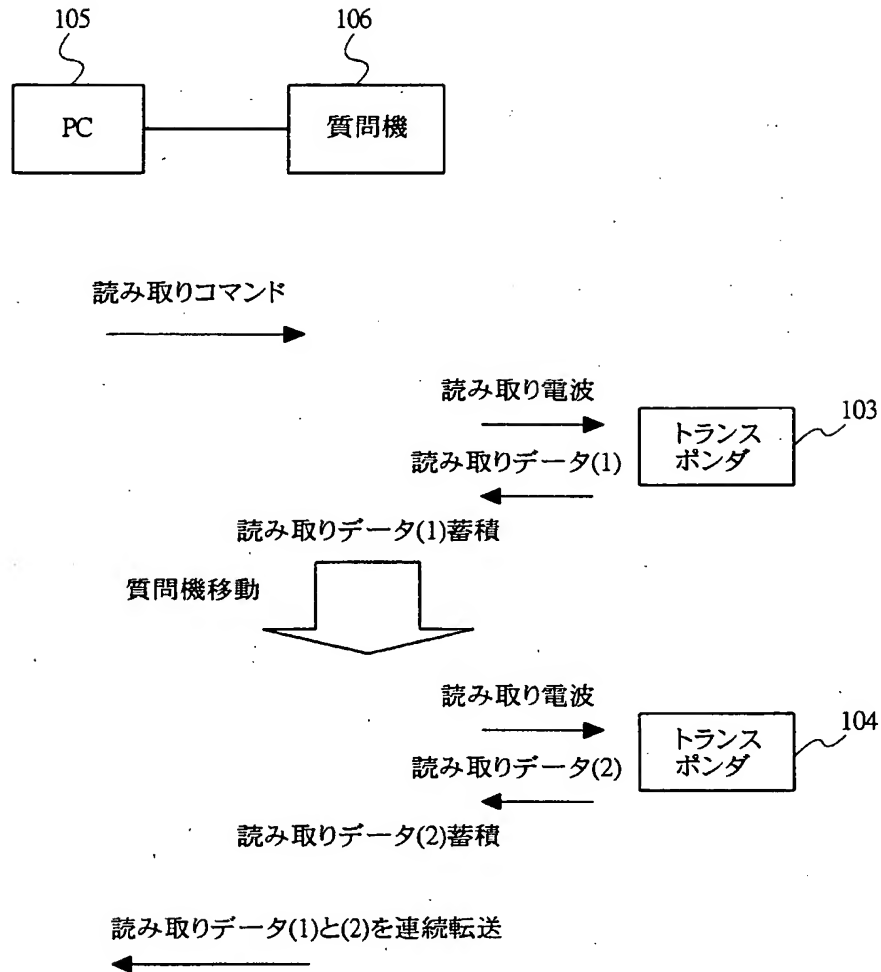 105
106
PC
質問機
読み取りコマンド
読み取り電波
103
トランス
ポンダ
読み取りデータ(1)
読み取りデータ(1)蓄積
質問機移動
読み取り電波
104
トランス
ポンダ
読み取りデータ(2)
読み取りデータ(2)蓄積
読み取りデータ(1)と(2)を連続転送